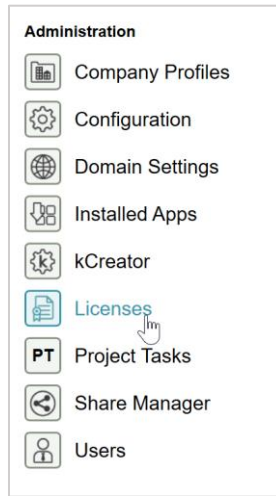 Administration
Company Profiles
Configuration
Domain Settings
Installed Apps
k kCreator
Licenses
PT Project Tasks
Share Manager
Users